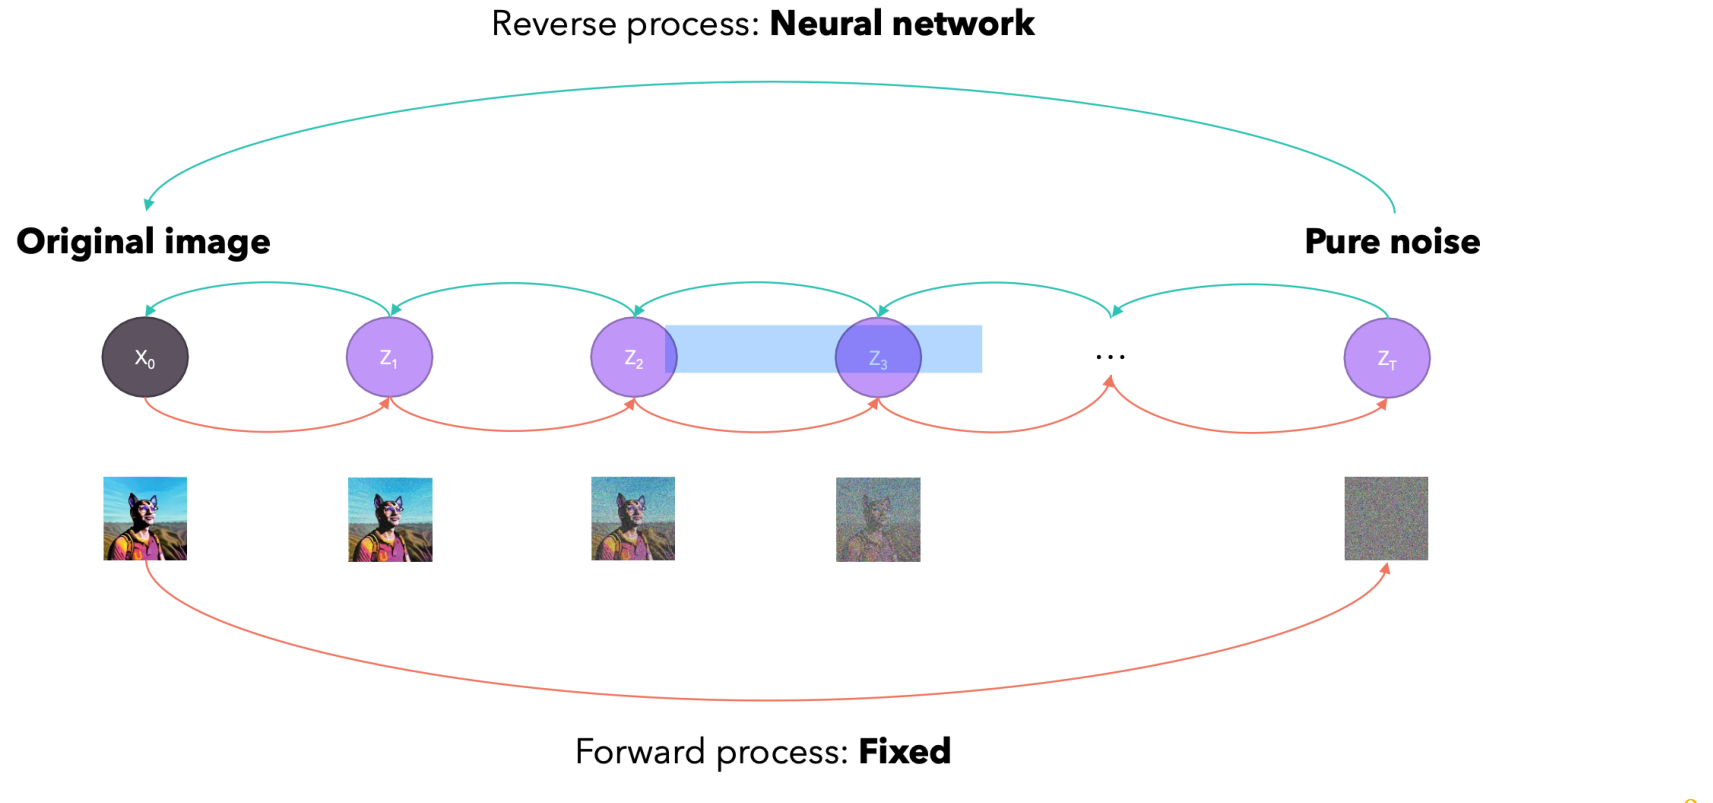 Reverse process: Neural network
Original image
Pure noise
X0 Z1 Z2 Z3 ... ZT
Forward process: Fixed